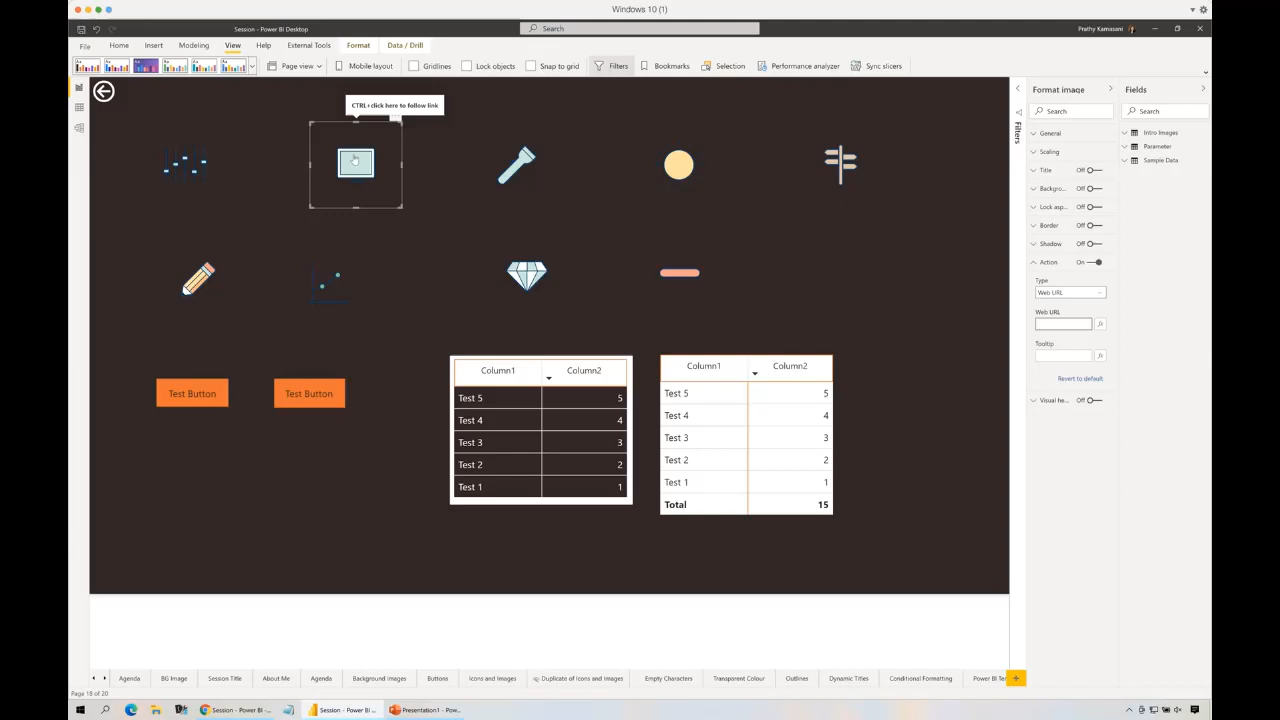 Windows 10 (1)
Session - Power BI Desktop
Search
Prathy Kamasani
File Home Insert Modeling View Help External Tools Format Data / Drill
Page view Mobile layout Gridlines Lock objects Snap to grid Filters Bookmarks Selection Performance analyzer Sync slicers
CTRL+click here to follow link
Filters
Format image
Search
General
Scaling
Title Off
Backgro... Off
Lock asp... Off
Border Off
Shadow Off
Action On
Type
Web URL
Web URL
fx
Tooltip
fx
Revert to default
Visual he... Off
Fields
Search
Intro Images
Parameter
Sample Data
Test Button
Test Button
Column1 Column2
Test 5 5
Test 4 4
Test 3 3
Test 2 2
Test 1 1
Column1 Column2
Test 5 5
Test 4 4
Test 3 3
Test 2 2
Test 1 1
Total 15
Agenda BG Image Session Title About Me Agenda Background Images Buttons Icons and Images Duplicate of Icons and Images Empty Characters Transparent Colour Outlines Dynamic Titles Conditional Formatting Power BI Te
Page 18 of 20
Session - Power BI -... Session - Power BI ... Presentation1 - Pow...